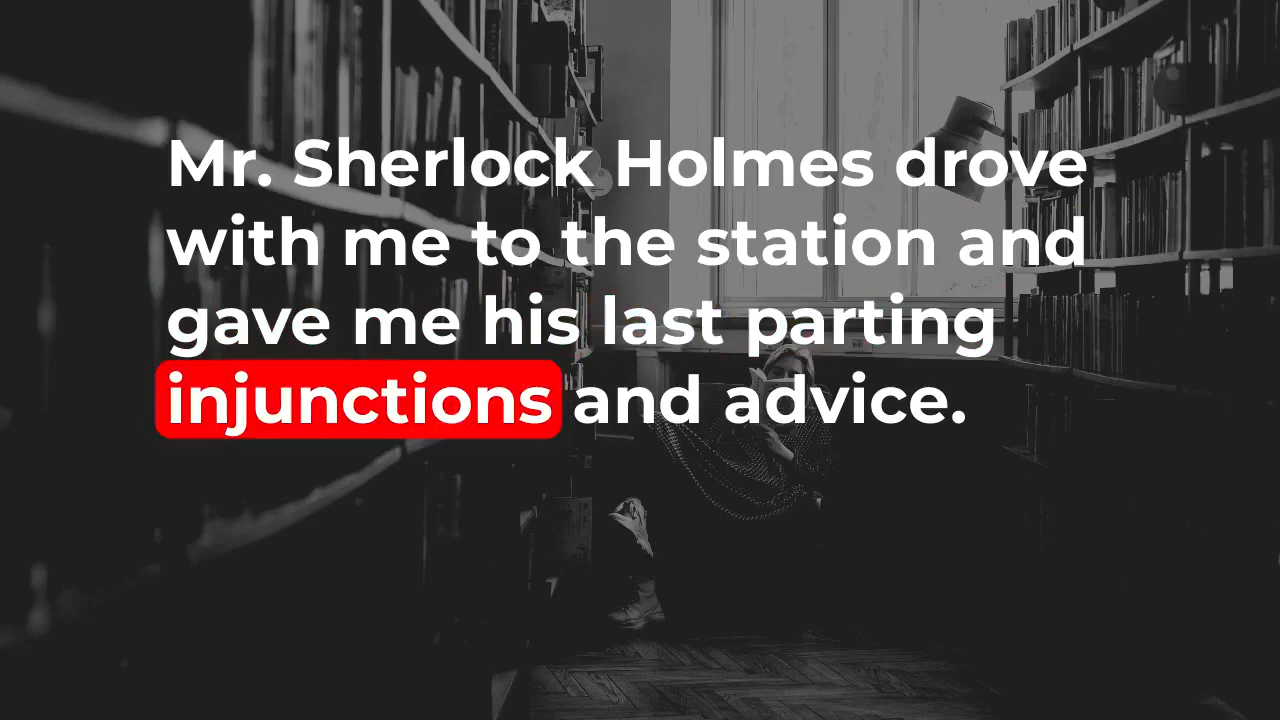 Mr. Sherlock Holmes drove
with me to the station and
gave me his last parting
injunctions and advice.